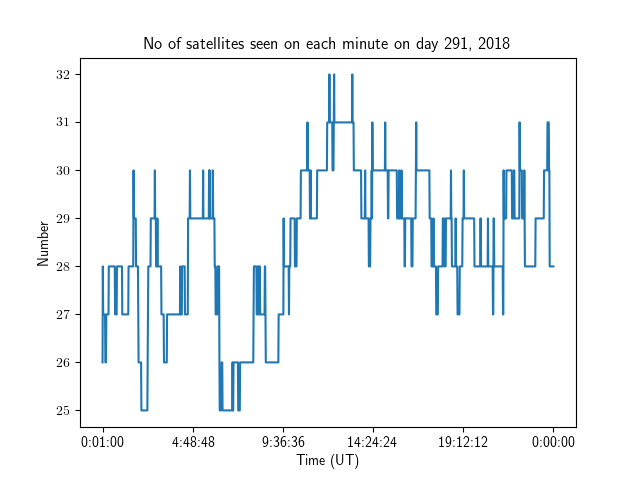 No of satellites seen on each minute on day 291, 2018
32
31
30
29
28
27
26
25
Number
0:01:00 4:48:48 9:36:36 14:24:24 19:12:12 0:00:00
Time (UT)